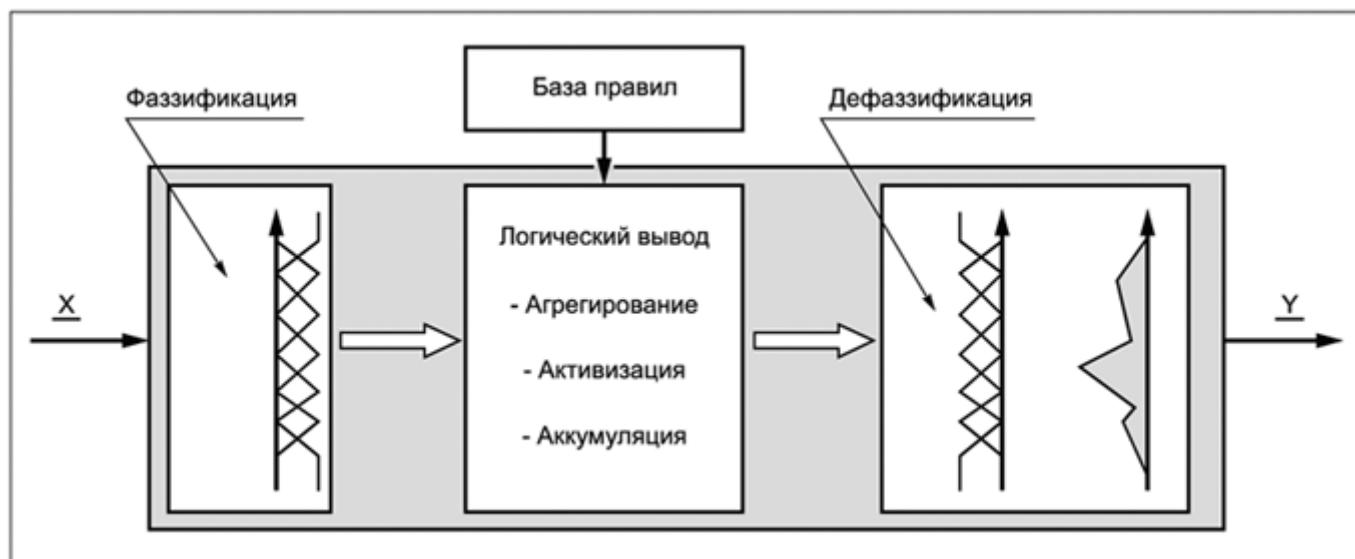 База правил
Фаззификация
Дефаззификация
Логический вывод
- Агрегирование
- Активизация
- Аккумуляция
X
Y